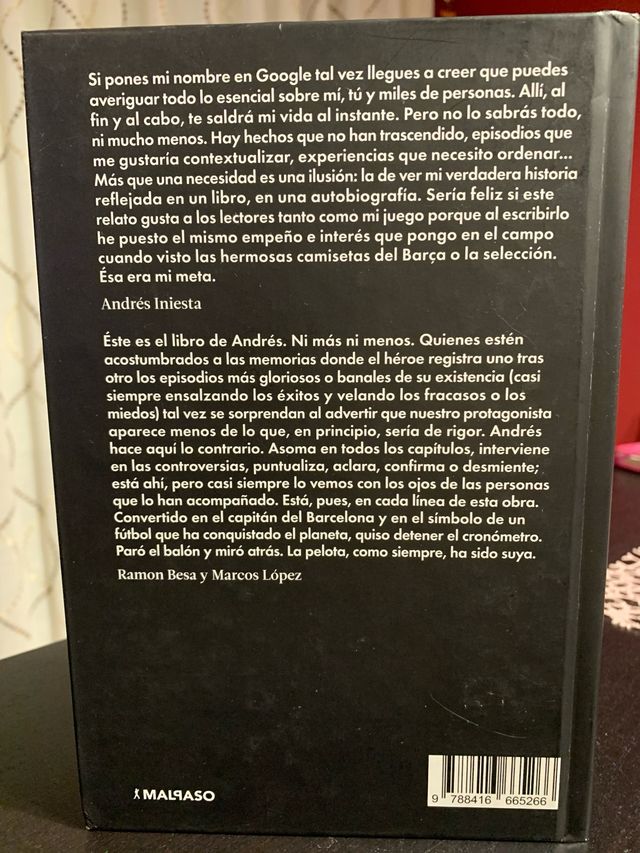 Si pones mi nombre en Google tal vez llegues a creer que puedes
averiguar todo lo esencial sobre mí, tú y miles de personas. Allí, al
fin y al cabo, te saldrá mi vida al instante. Pero no lo sabrás todo,
ni mucho menos. Hay hechos que no han trascendido, episodios que
me gustaría contextualizar, experiencias que necesito ordenar...
Más que una necesidad es una ilusión: la de ver mi verdadera historia
reflejada en un libro, en una autobiografía. Sería feliz si este
relato gusta a los lectores tanto como mi juego porque al escribirlo
he puesto el mismo empeño e interés que pongo en el campo
cuando visto las hermosas camisetas del Barça o la selección.
Ésa era mi meta.
Andrés Iniesta
Éste es el libro de Andrés. Ni más ni menos. Quienes estén
acostumbrados a las memorias donde el héroe registra uno tras
otro los episodios más gloriosos o banales de su existencia (casi
siempre ensalzando los éxitos y velando los fracasos o los
miedos) tal vez se sorprendan al advertir que nuestro protagonista
aparece menos de lo que, en principio, sería de rigor. Andrés
hace aquí lo contrario. Asoma en todos los capítulos, interviene
en las controversias, puntualiza, aclara, confirma o desmiente;
está ahí, pero casi siempre lo vemos con los ojos de las personas
que lo han acompañado. Está, pues, en cada línea de esta obra.
Convertido en el capitán del Barcelona y en el símbolo de un
fútbol que ha conquistado el planeta, quiso detener el cronómetro.
Paró el balón y miró atrás. La pelota, como siempre, ha sido suya.
Ramon Besa y Marcos López
MALPASO
9 788416 665266